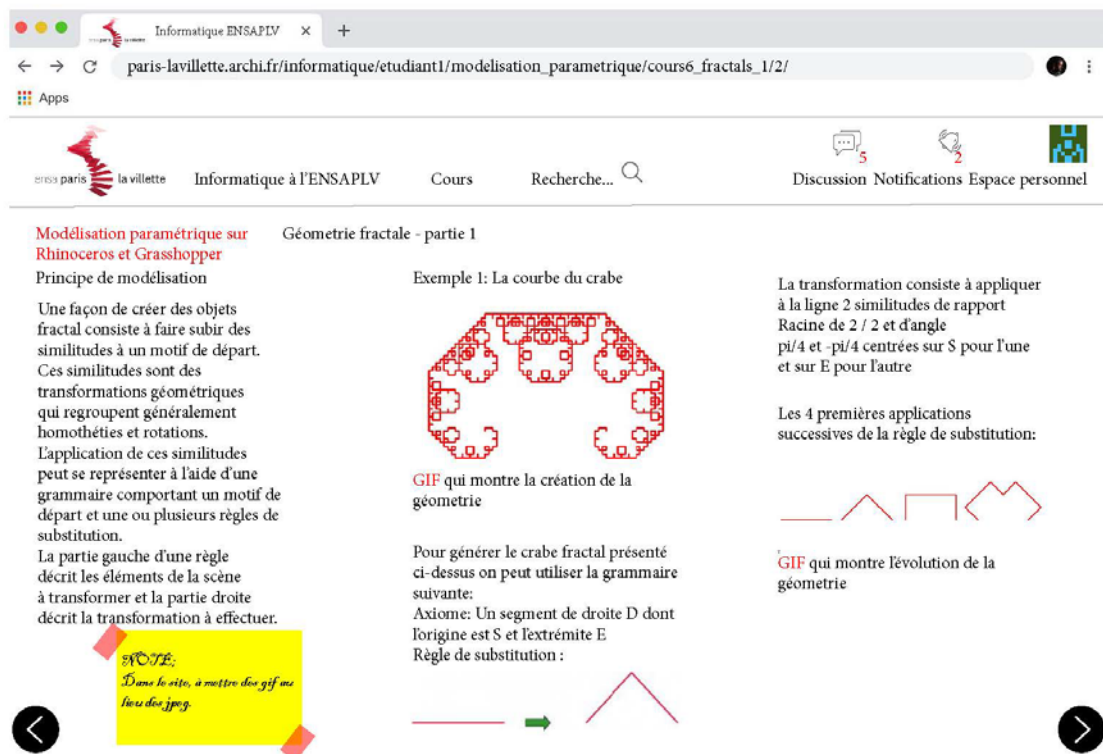 Informatique ENSAPLV
paris-lavillette.archi.fr/informatique/etudiant1/modelisation_parametrique/cours6_fractals_1/2/
Apps
ensa paris la villette
Informatique à l'ENSAPLV
Cours
Recherche...
5
2
Discussion Notifications Espace personnel
Modélisation paramétrique sur
Rhinoceros et Grasshopper
Géometrie fractale - partie 1
Principe de modélisation
Une façon de créer des objets
fractal consiste à faire subir des
similitudes à un motif de départ.
Ces similitudes sont des
transformations géométriques
qui regroupent généralement
homothéties et rotations.
L'application de ces similitudes
peut se représenter à l'aide d'une
grammaire comportant un motif de
départ et une ou plusieurs règles de
substitution.
La partie gauche d'une règle
décrit les éléments de la scène
à transformer et la partie droite
décrit la transformation à effectuer.
NOTE:
Dans le site, à mettre des gif au
lieu des jpeg.
Exemple 1: La courbe du crabe
GIF qui montre la création de la
géometrie
Pour générer le crabe fractal présenté
ci-dessus on peut utiliser la grammaire
suivante:
Axiome: Un segment de droite D dont
l'origine est S et l'extrémite E
Règle de substitution :
La transformation consiste à appliquer
à la ligne 2 similitudes de rapport
Racine de 2 / 2 et d'angle
pi/4 et -pi/4 centrées sur S pour l'une
et sur E pour l'autre
Les 4 premières applications
successives de la règle de substitution:
GIF qui montre l'évolution de la
géometrie